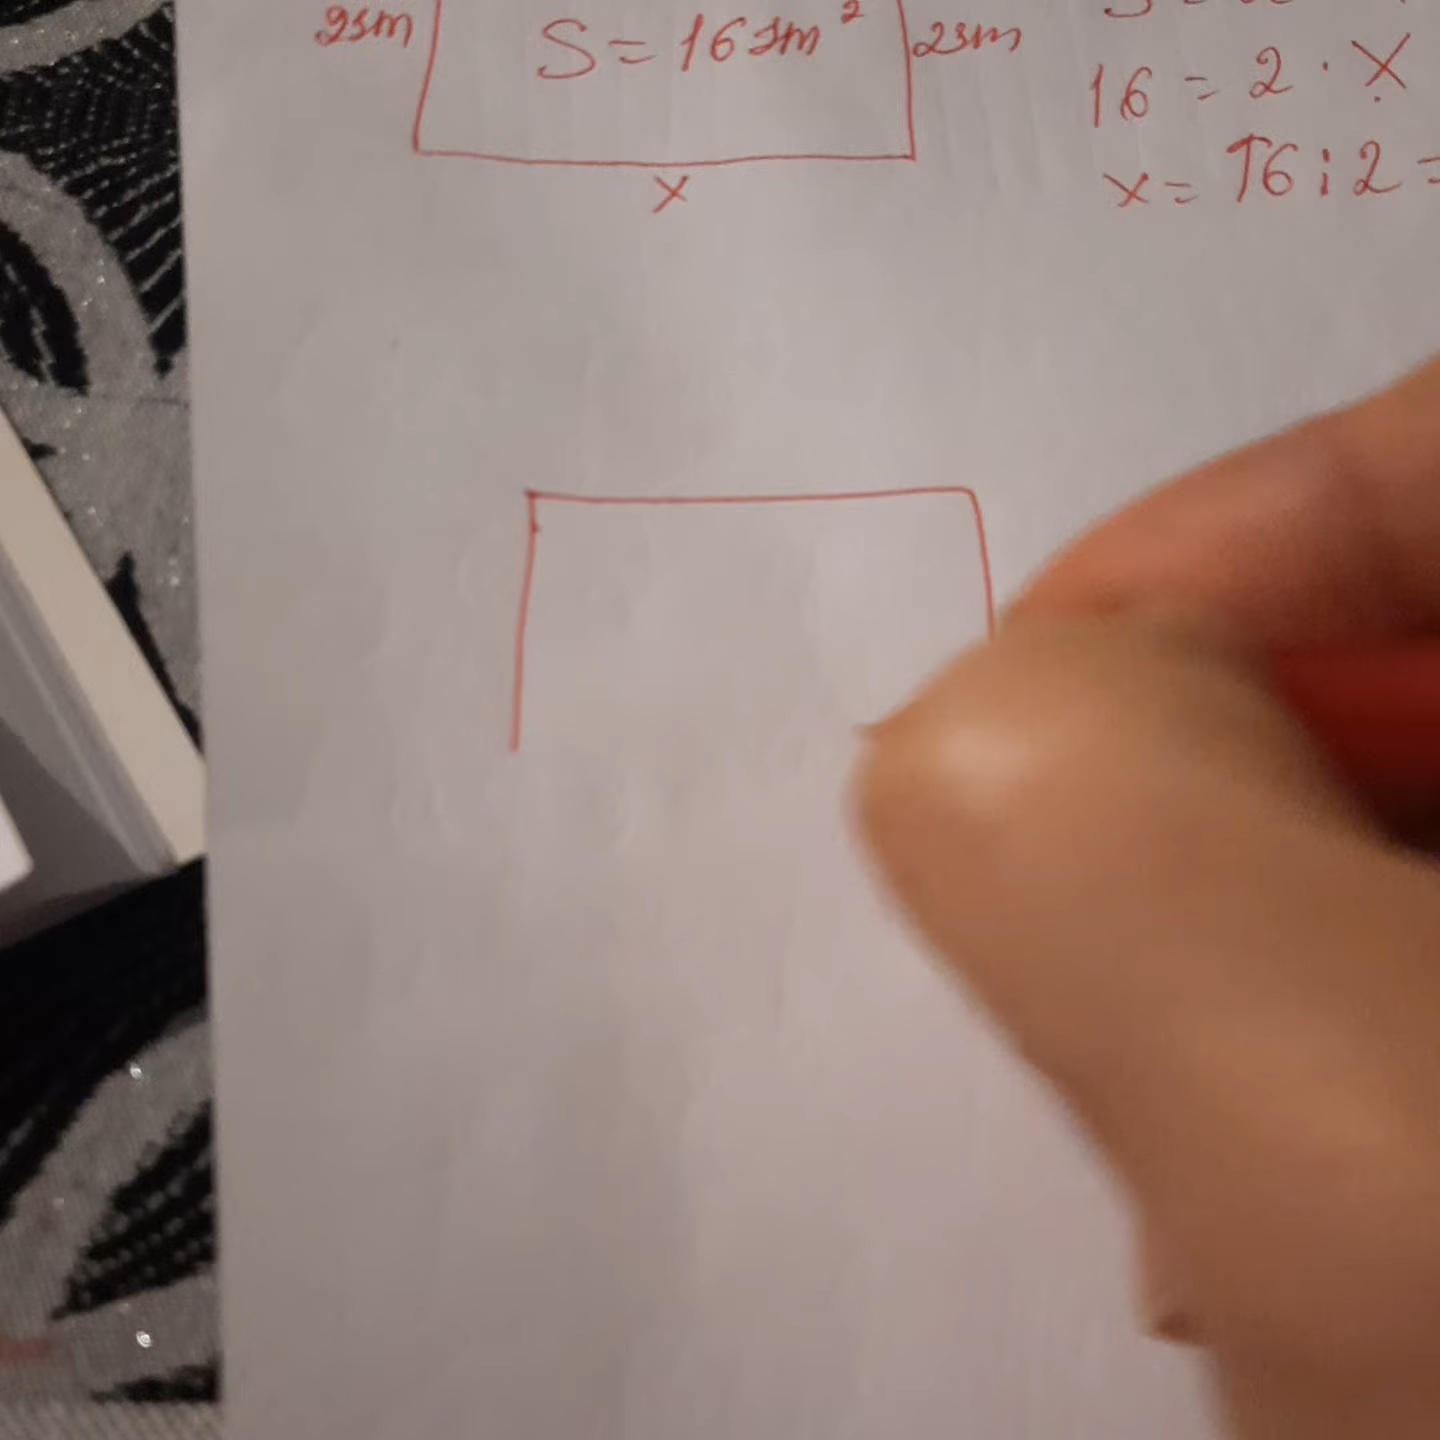 2sm S=16sm² 2sm
x
16 = 2 · x
x = 16 : 2 =